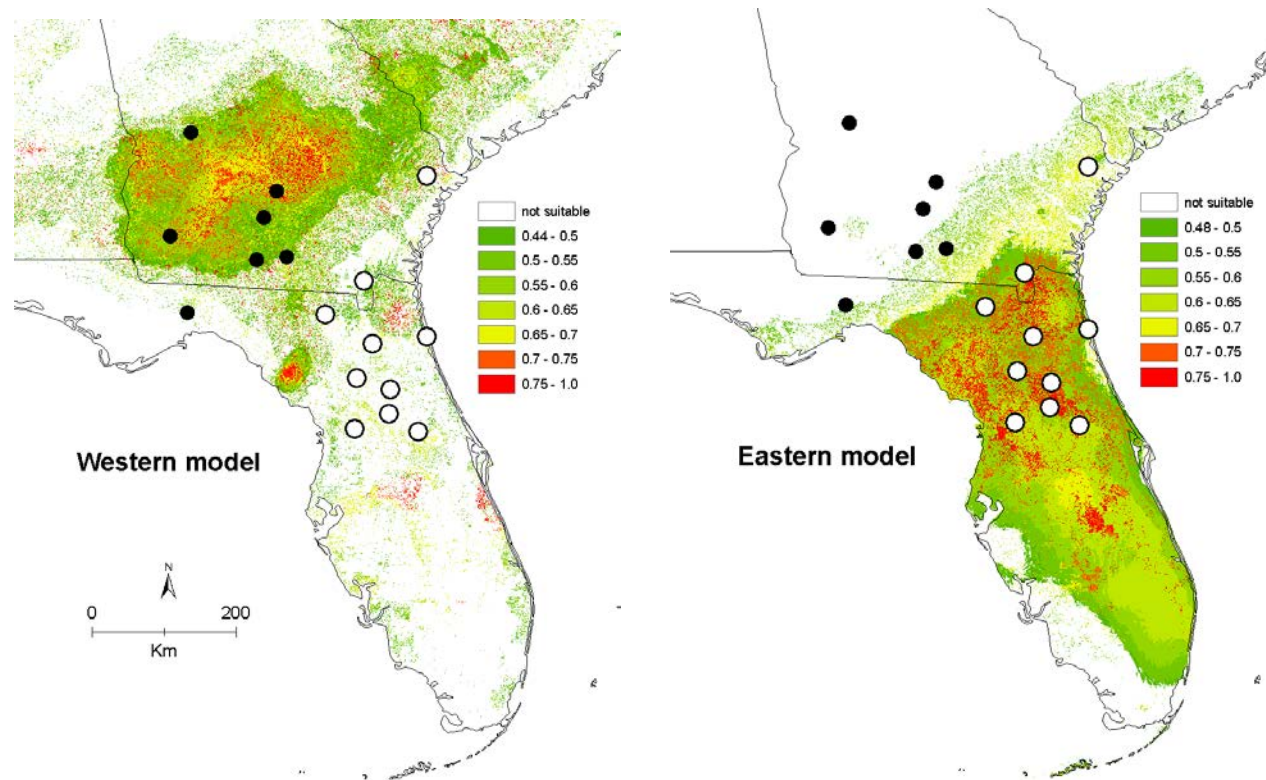 not suitable
0.44 - 0.5
0.5 - 0.55
0.55 - 0.6
0.6 - 0.65
0.65 - 0.7
0.7 - 0.75
0.75 - 1.0
Western model
N
0 200
Km
not suitable
0.48 - 0.5
0.5 - 0.55
0.55 - 0.6
0.6 - 0.65
0.65 - 0.7
0.7 - 0.75
0.75 - 1.0
Eastern model